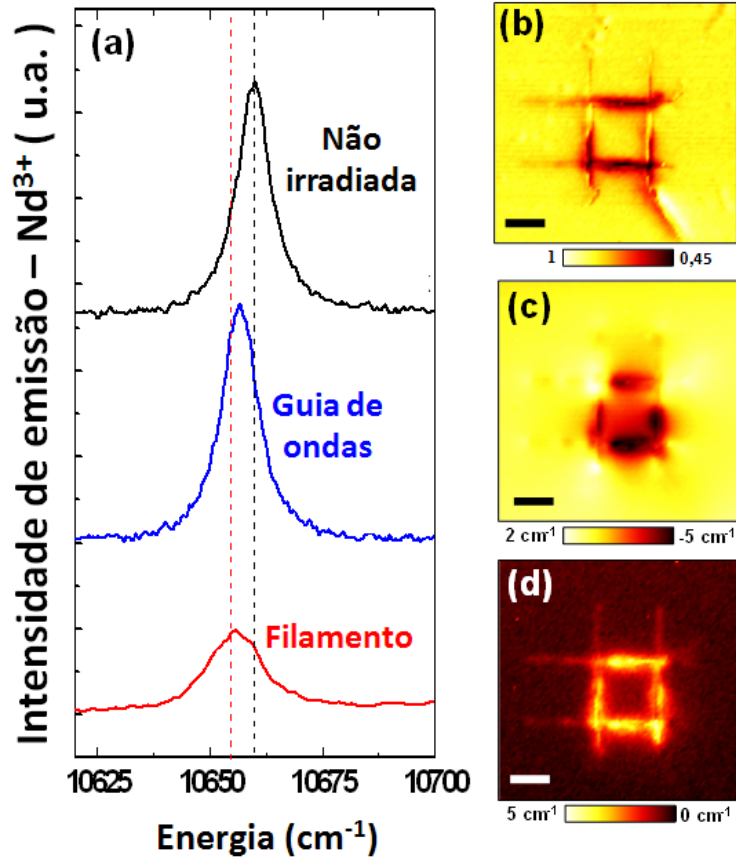 (a)
Intensidade de emissão – Nd³⁺ ( u.a. )
Não
irradiada
Guia de
ondas
Filamento
10625 10650 10675 10700
Energia (cm⁻¹)
(b)
1 0,45
(c)
2 cm⁻¹ -5 cm⁻¹
(d)
5 cm⁻¹ 0 cm⁻¹